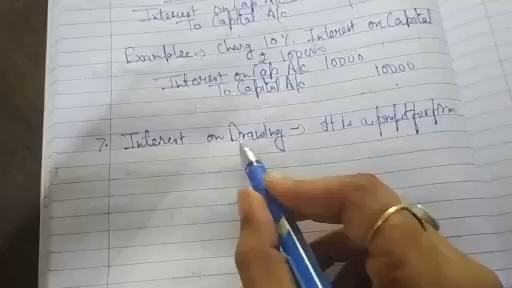 Interest on Cap A/c
To Capital A/c
Example:→ Charg 10% Interest on Capital
₹ 100000
Interest on Cap A/c 10000
To Capital A/c 10000
7. Interest on Drawing → It is a profit for firm